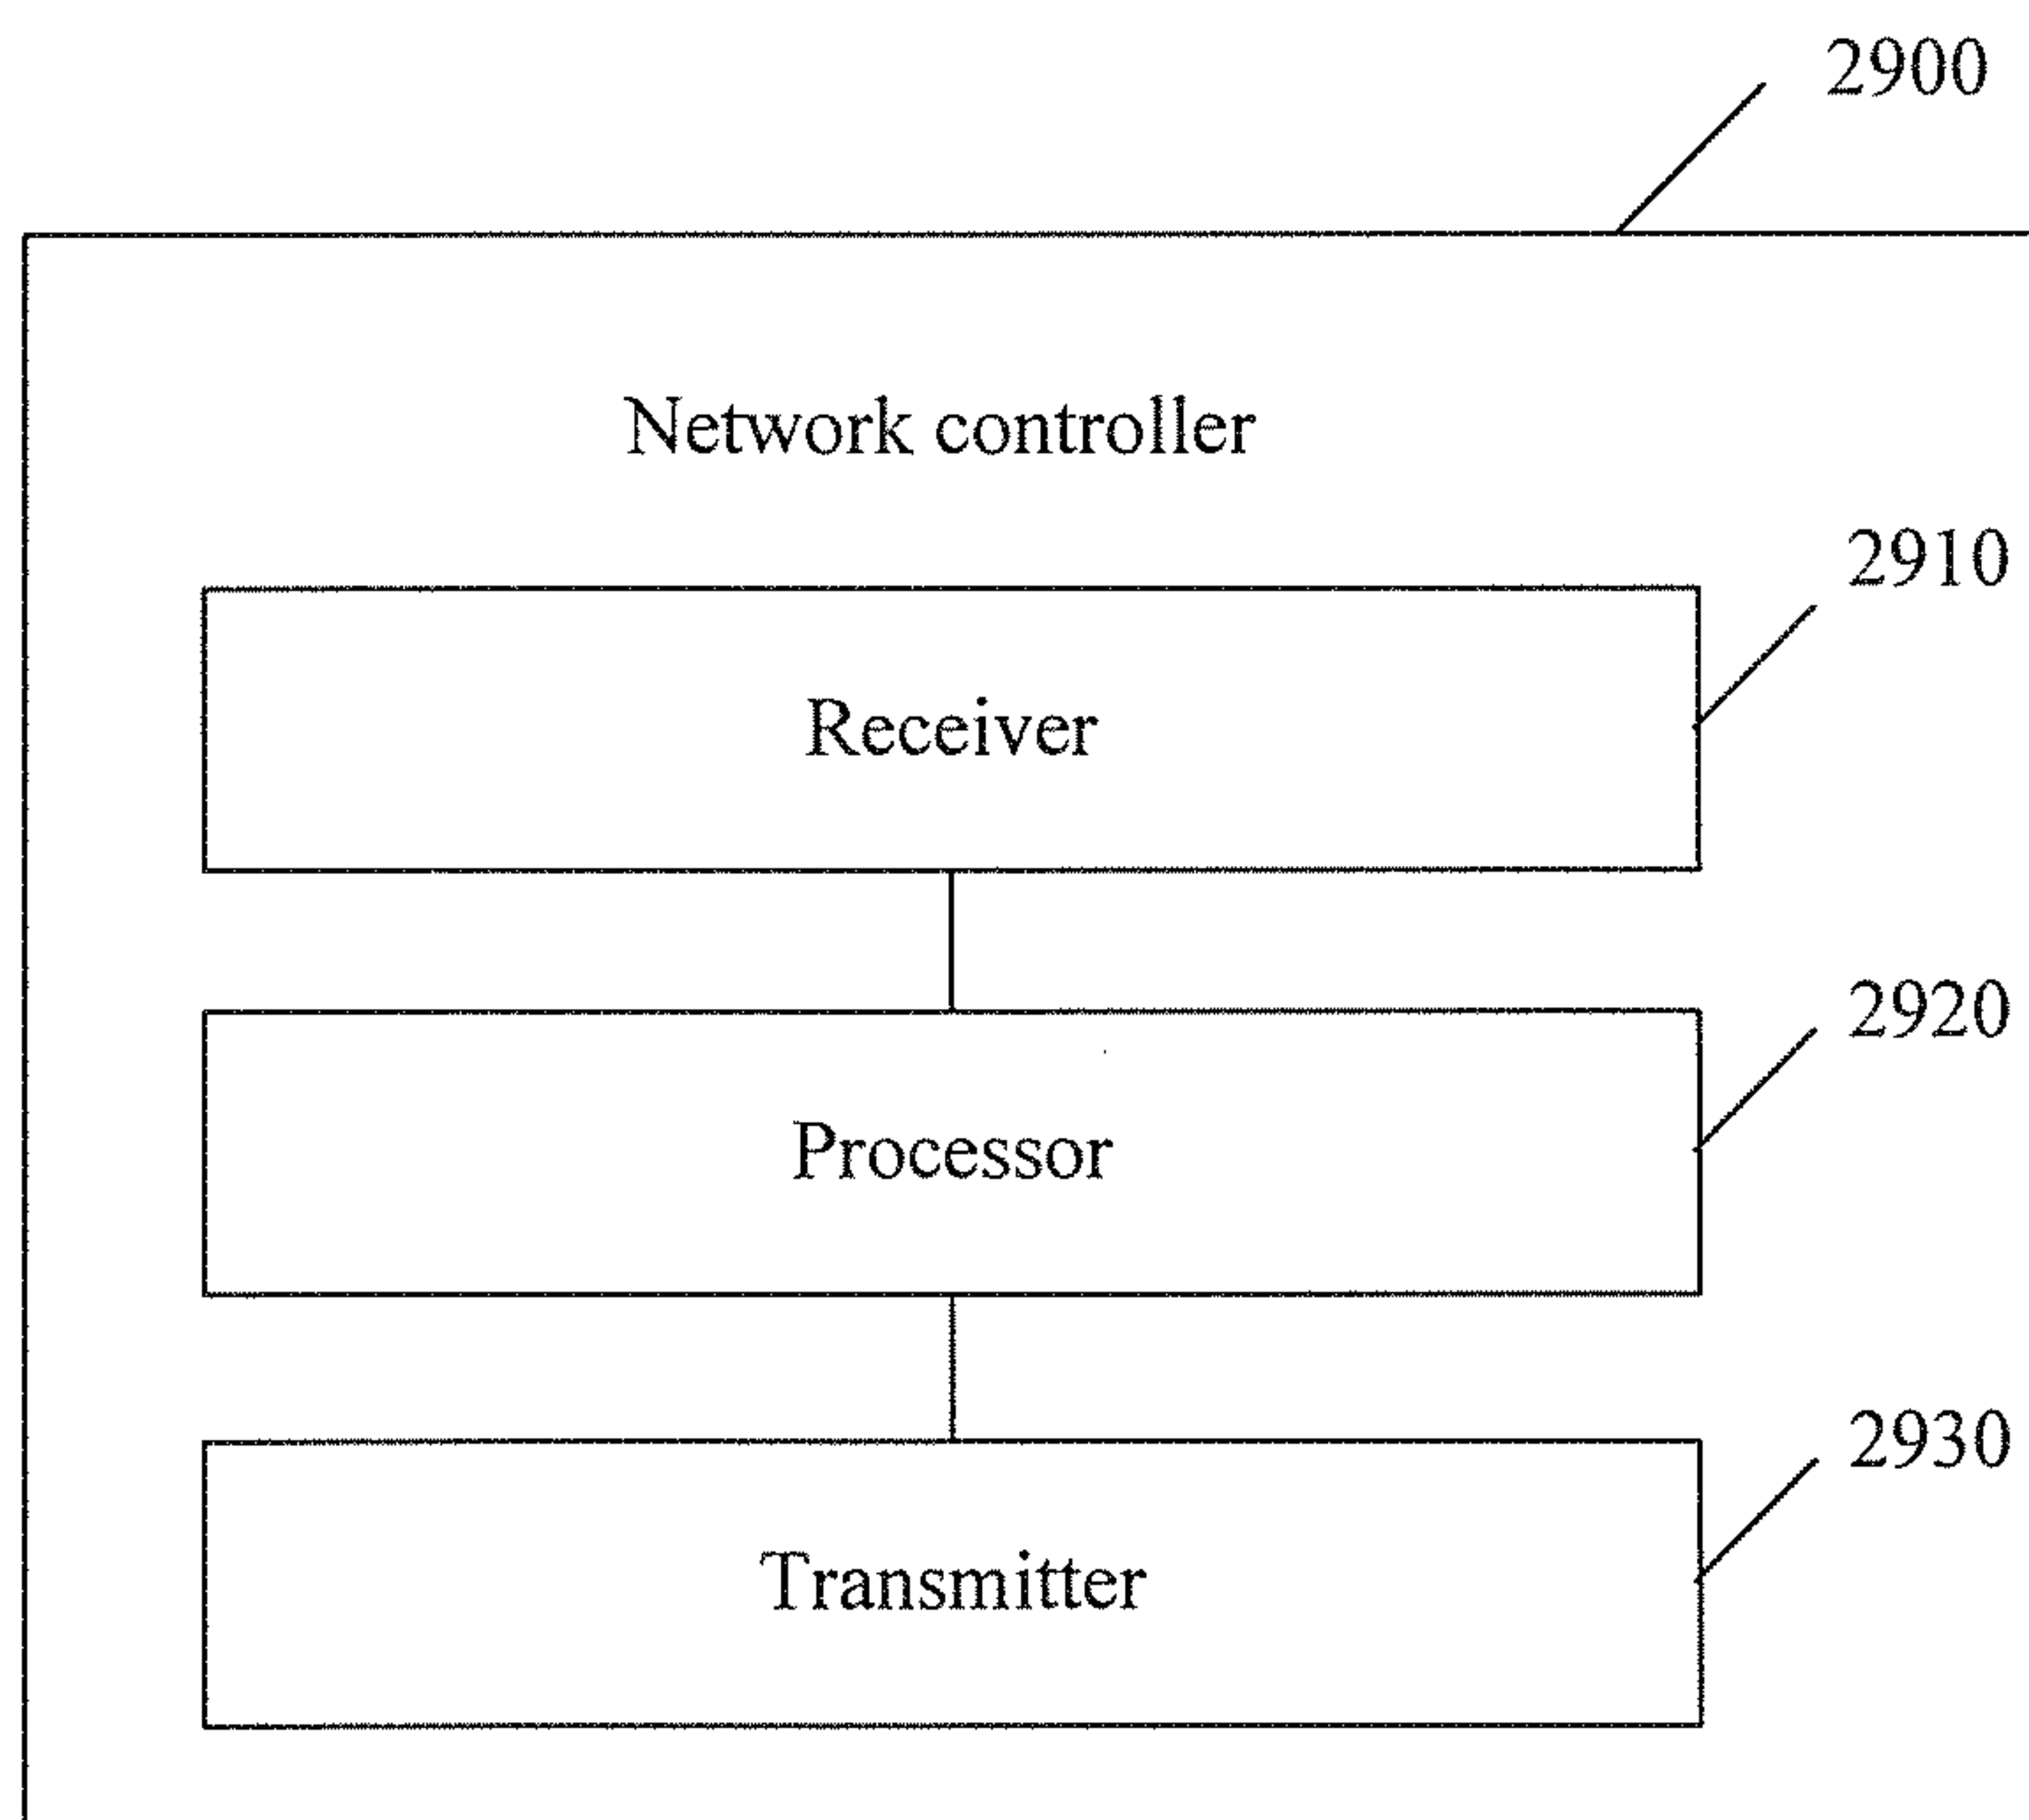 2900
Network controller
2910
Receiver
2920
Processor
2930
Transmitter